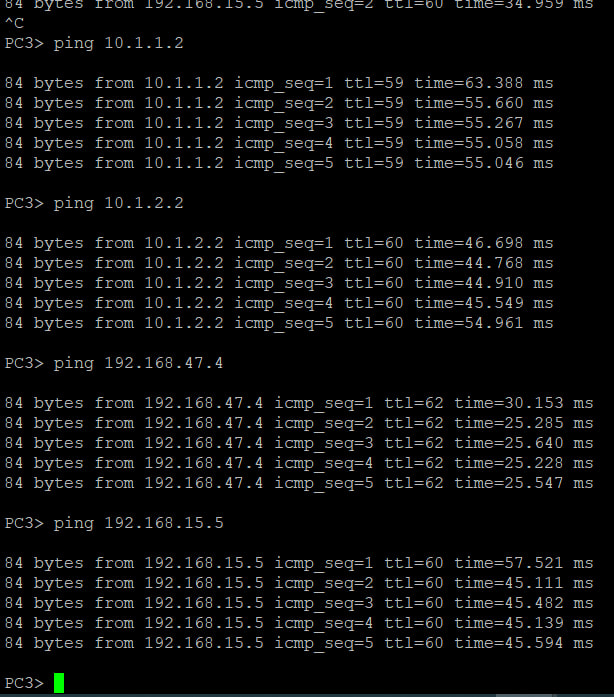 84 bytes from 192.168.15.5 icmp_seq=2 ttl=60 time=34.959 ms
^C
PC3> ping 10.1.1.2
84 bytes from 10.1.1.2 icmp_seq=1 ttl=59 time=63.388 ms
84 bytes from 10.1.1.2 icmp_seq=2 ttl=59 time=55.660 ms
84 bytes from 10.1.1.2 icmp_seq=3 ttl=59 time=55.267 ms
84 bytes from 10.1.1.2 icmp_seq=4 ttl=59 time=55.058 ms
84 bytes from 10.1.1.2 icmp_seq=5 ttl=59 time=55.046 ms
PC3> ping 10.1.2.2
84 bytes from 10.1.2.2 icmp_seq=1 ttl=60 time=46.698 ms
84 bytes from 10.1.2.2 icmp_seq=2 ttl=60 time=44.768 ms
84 bytes from 10.1.2.2 icmp_seq=3 ttl=60 time=44.910 ms
84 bytes from 10.1.2.2 icmp_seq=4 ttl=60 time=45.549 ms
84 bytes from 10.1.2.2 icmp_seq=5 ttl=60 time=54.961 ms
PC3> ping 192.168.47.4
84 bytes from 192.168.47.4 icmp_seq=1 ttl=62 time=30.153 ms
84 bytes from 192.168.47.4 icmp_seq=2 ttl=62 time=25.285 ms
84 bytes from 192.168.47.4 icmp_seq=3 ttl=62 time=25.640 ms
84 bytes from 192.168.47.4 icmp_seq=4 ttl=62 time=25.228 ms
84 bytes from 192.168.47.4 icmp_seq=5 ttl=62 time=25.547 ms
PC3> ping 192.168.15.5
84 bytes from 192.168.15.5 icmp_seq=1 ttl=60 time=57.521 ms
84 bytes from 192.168.15.5 icmp_seq=2 ttl=60 time=45.111 ms
84 bytes from 192.168.15.5 icmp_seq=3 ttl=60 time=45.482 ms
84 bytes from 192.168.15.5 icmp_seq=4 ttl=60 time=45.139 ms
84 bytes from 192.168.15.5 icmp_seq=5 ttl=60 time=45.594 ms
PC3>